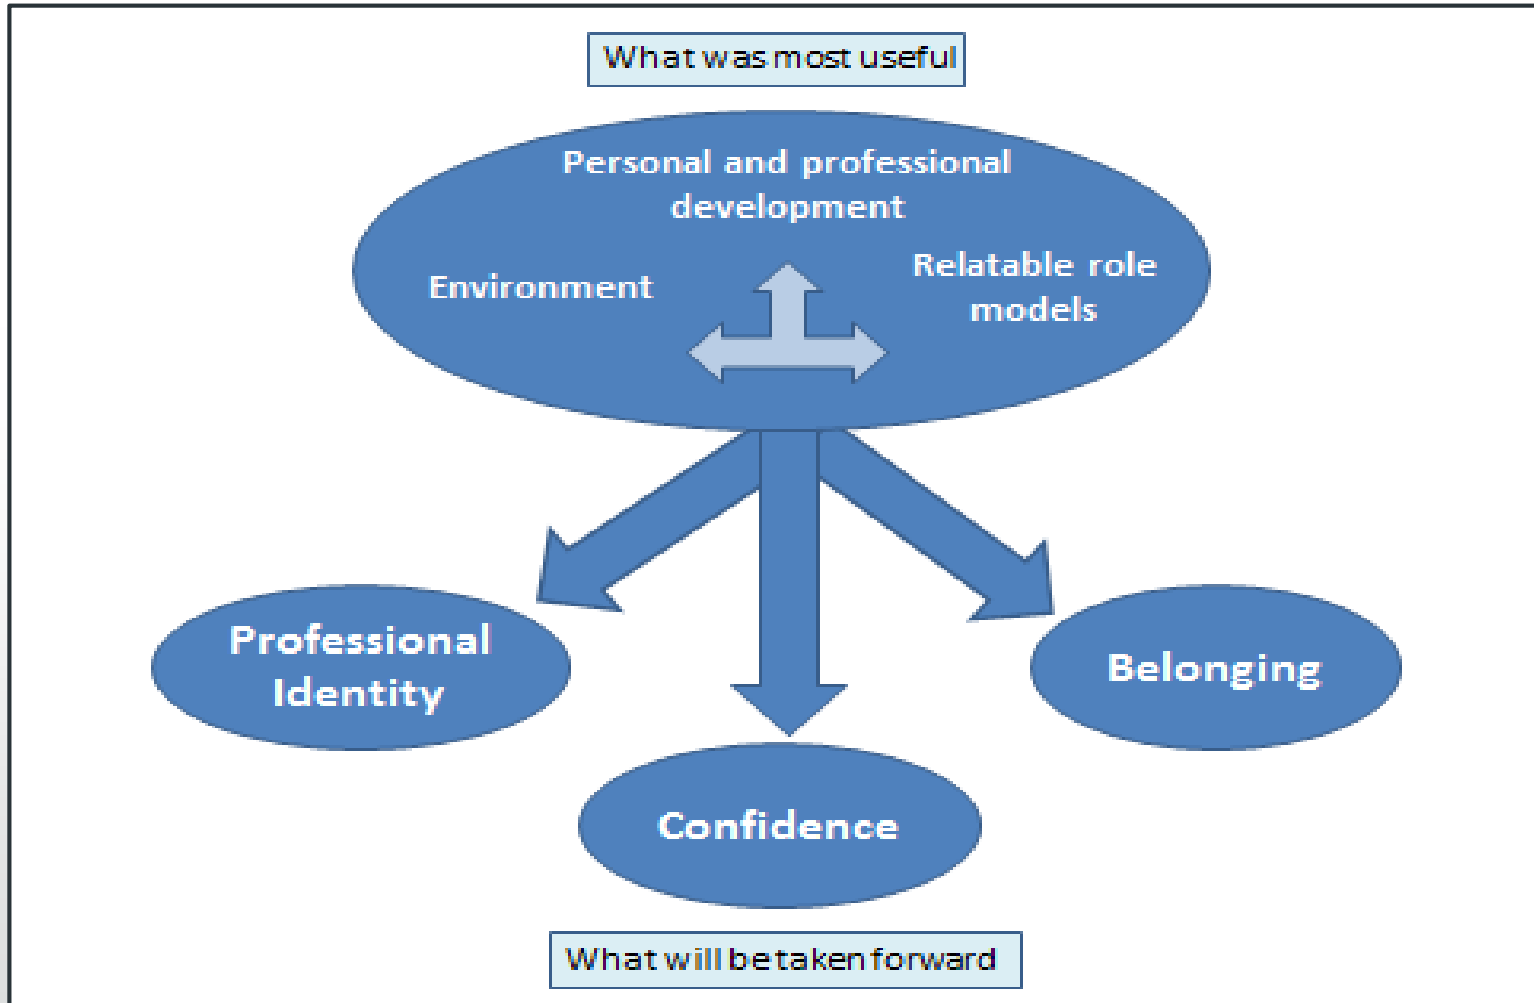 What was most useful
Personal and professional
development
Environment
Relatable role
models
Professional
Identity
Belonging
Confidence
What will be taken forward